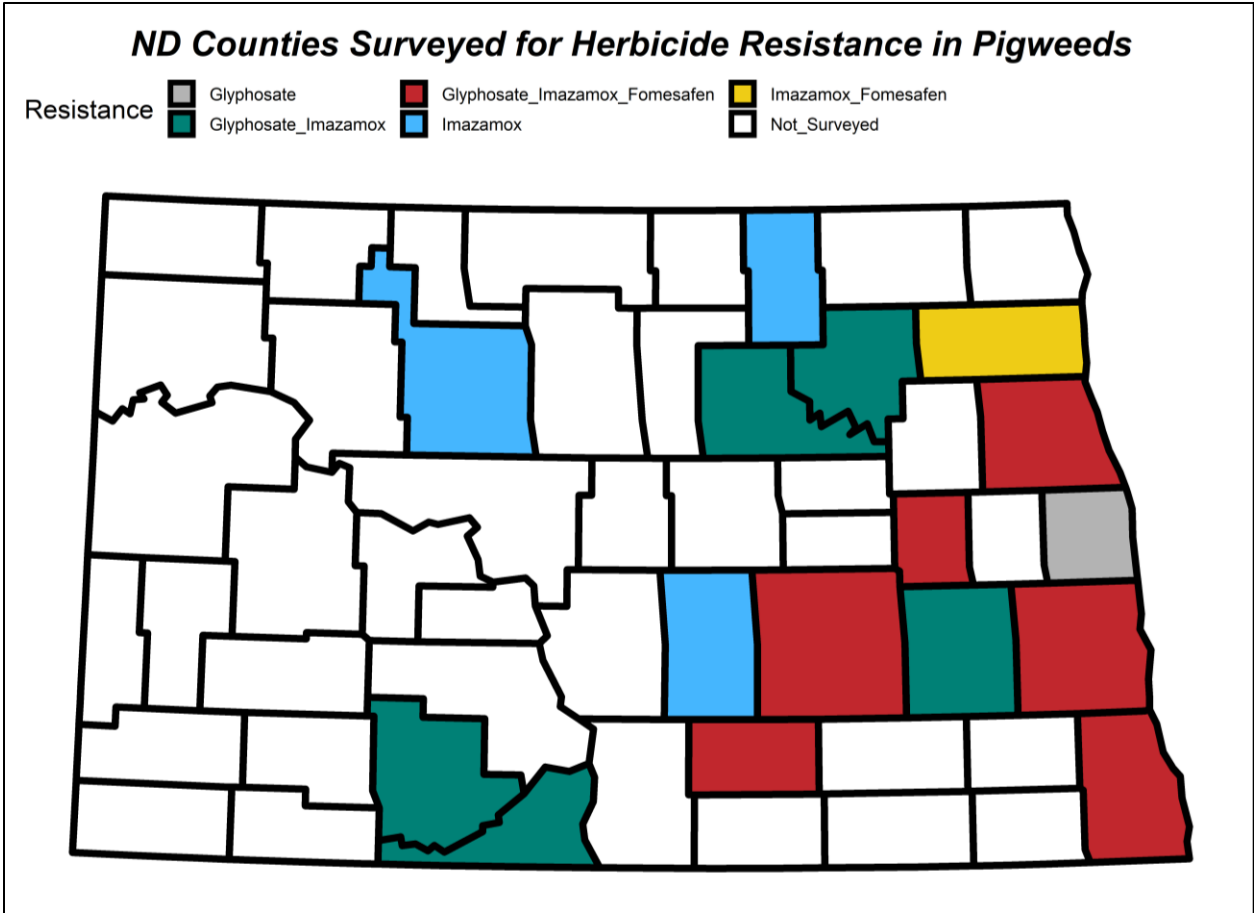 ND Counties Surveyed for Herbicide Resistance in Pigweeds
Resistance
Glyphosate
Glyphosate_Imazamox_Fomesafen
Imazamox_Fomesafen
Glyphosate_Imazamox
Imazamox
Not_Surveyed